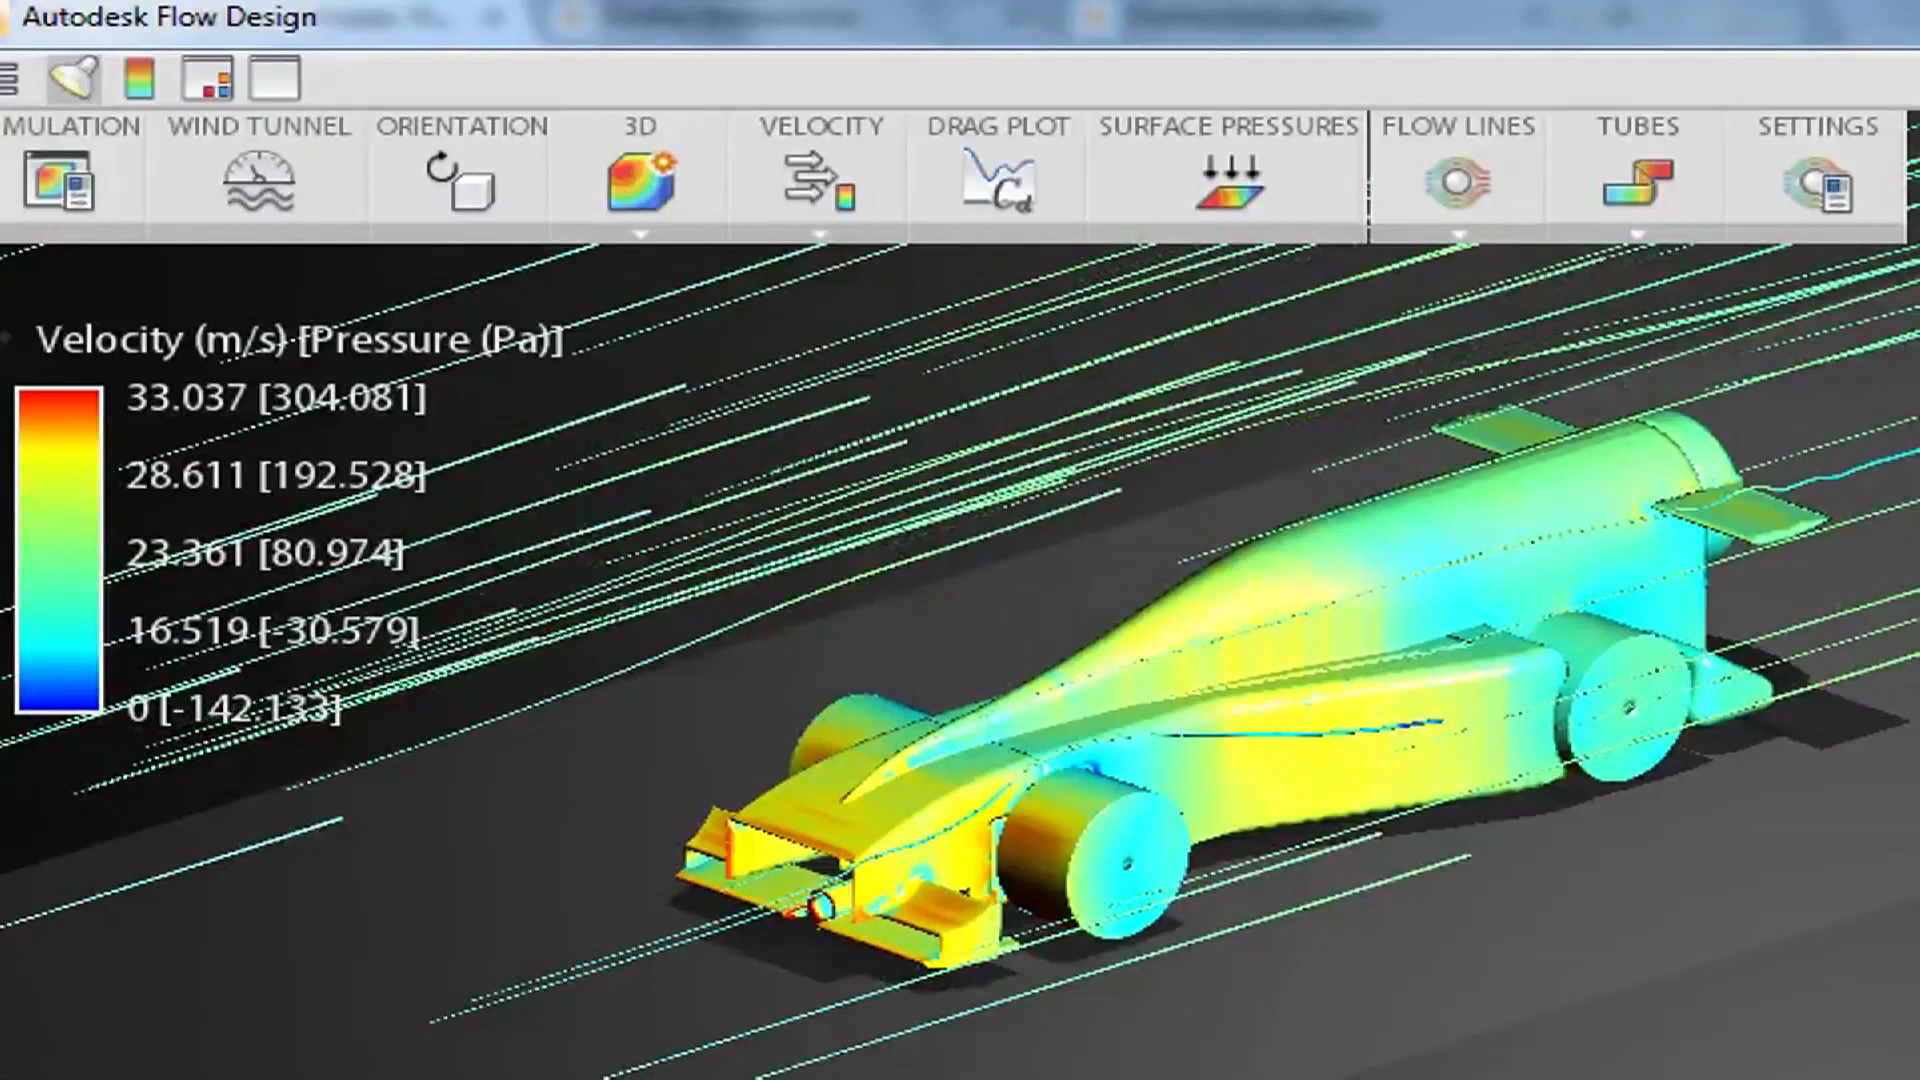 Autodesk Flow Design
MULATION WIND TUNNEL ORIENTATION 3D VELOCITY DRAG PLOT SURFACE PRESSURES FLOW LINES TUBES SETTINGS
Cd
Velocity (m/s) [Pressure (Pa)]
33.037 [304.081]
28.611 [192.528]
23.361 [80.974]
16.519 [-30.579]
0 [-142.133]